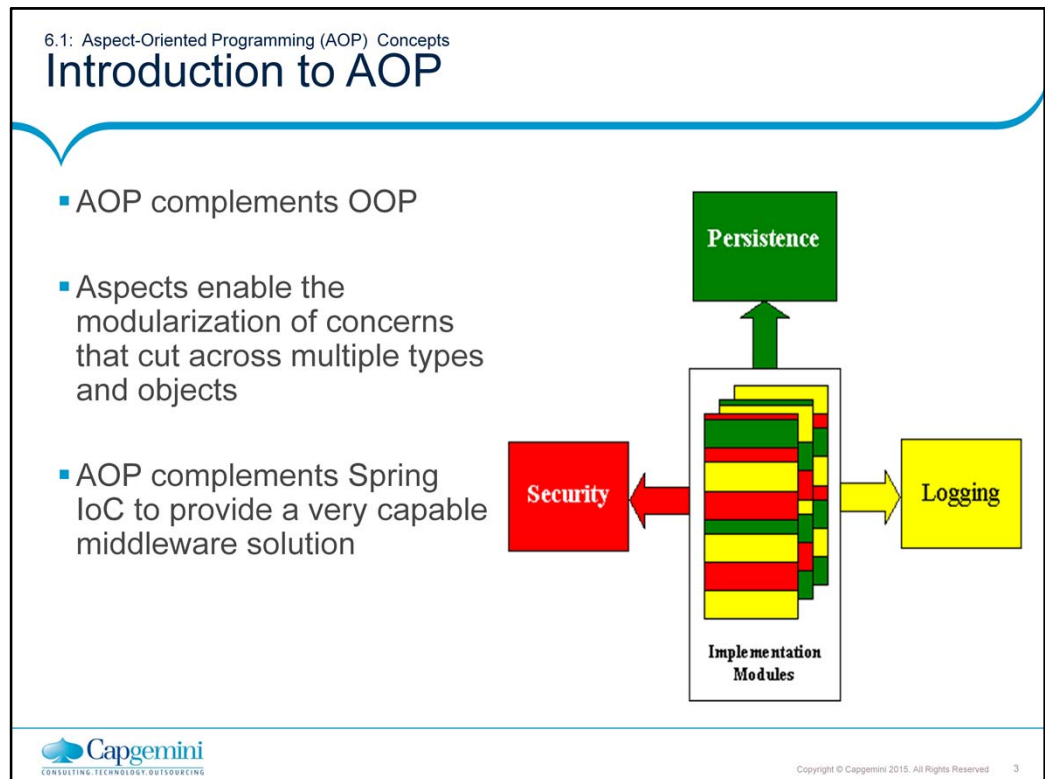 6.1: Aspect-Oriented Programming (AOP) Concepts
Introduction to AOP
▪ AOP complements OOP
▪ Aspects enable the
modularization of concerns
that cut across multiple types
and objects
▪ AOP complements Spring
IoC to provide a very capable
middleware solution
Persistence
Security
Logging
Implementation
Modules
Capgemini
CONSULTING.TECHNOLOGY.OUTSOURCING
Copyright © Capgemini 2015. All Rights Reserved 3